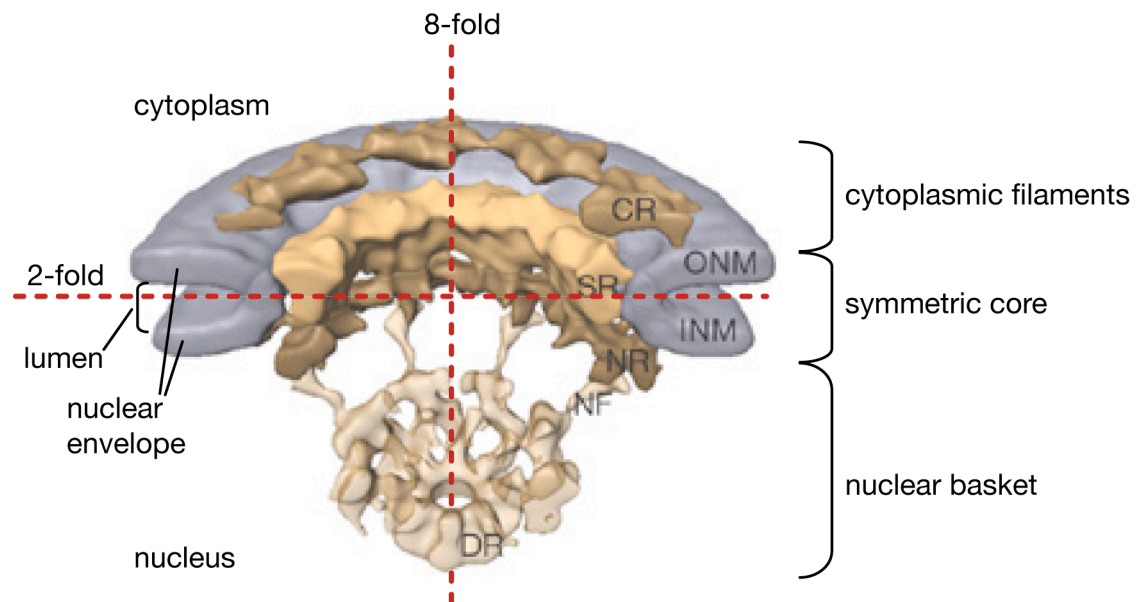 8-fold
cytoplasm
cytoplasmic filaments
CR
ONM
2-fold
SR
symmetric core
INM
lumen
NR
nuclear
envelope
NF
nuclear basket
DR
nucleus